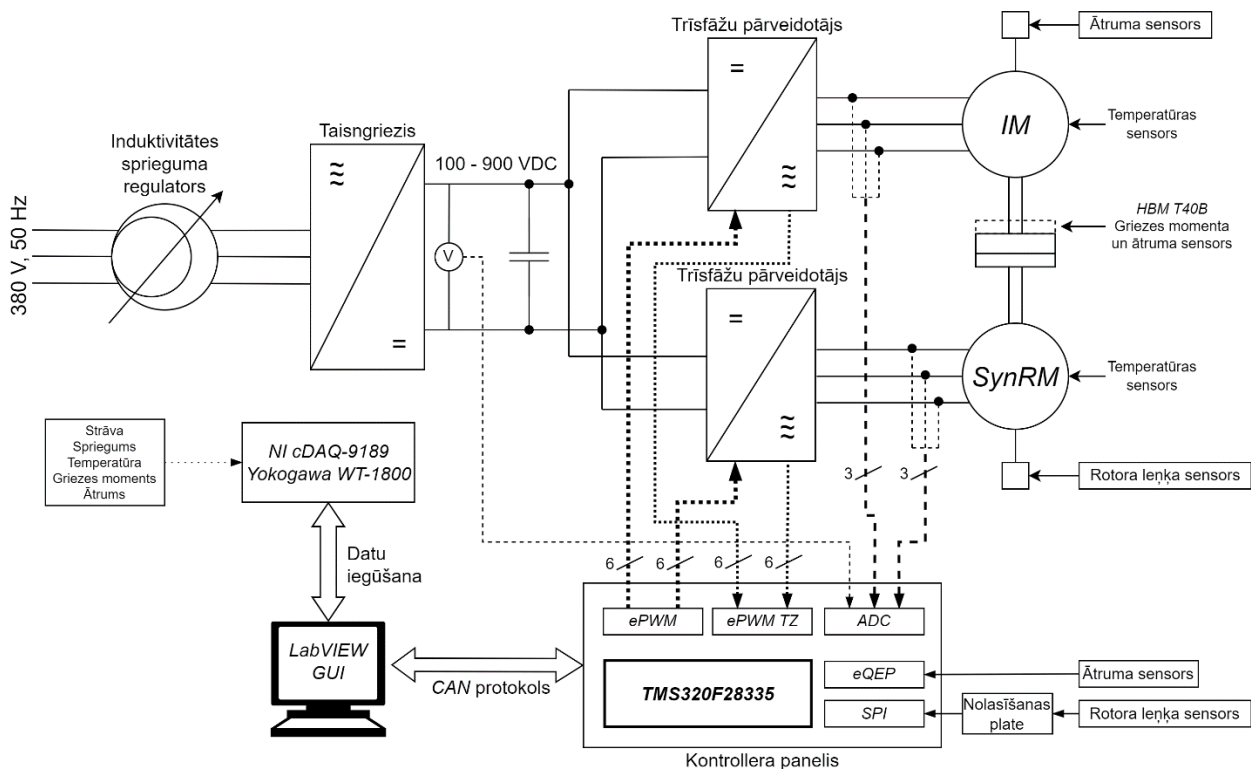 Trīsfāžu pārveidotājs
Ātruma sensors
Induktivitātes
sprieguma
regulators
Taisngriezis
=
≈
IM
Temperatūras
sensors
100 - 900 VDC
380 V, 50 Hz
V
=
≈
HBM T40B
Griezes momenta
un ātruma sensors
Trīsfāžu pārveidotājs
=
≈
SynRM
Temperatūras
sensors
Strāva
Spriegums
Temperatūra
Griezes moments
Ātrums
NI cDAQ-9189
Yokogawa WT-1800
3
3
Rotora leņķa sensors
Datu
iegūšana
6
6
6
6
ePWM
ePWM TZ
ADC
LabVIEW
GUI
CAN protokols
TMS320F28335
eQEP
Ātruma sensors
SPI
Nolasīšanas
plate
Rotora leņķa sensors
Kontrollera panelis